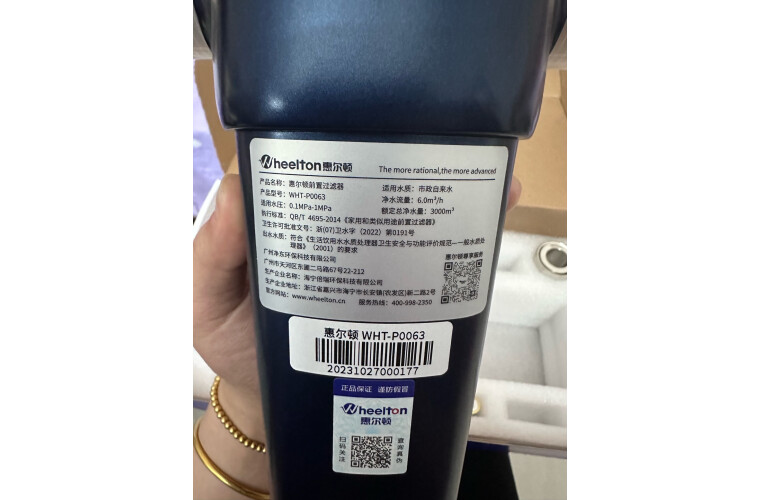 Wheelton惠尔顿
The more rational,the more advanced
产品名称：惠尔顿前置过滤器
产品型号：WHT-P0063
适用水压：0.1MPa-1MPa
适用水质：市政自来水
净水流量：6.0m³/h
额定总净水量：3000m³
执行标准：QB/T 4695-2014《家用和类似用途前置过滤器》
卫生许可批准文号：浙(07)卫水字（2022）第0191号
出水水质：符合《生活饮用水水质处理器卫生安全与功能评价规范—一般水质处
理器》（2001）的要求
广州净东环保科技有限公司
广州市天河区东圃二马路67号22-212
生产企业名称：海宁倍瑞环保科技有限公司
生产企业地址：浙江省嘉兴市海宁市长安镇(农发区)新二路2号
官方网站：www.wheelton.cn
服务热线：400-998-2350
惠尔顿尊享服务
惠尔顿 WHT-P0063
20231027000177
正品保证 谨防假冒
Wheelton
惠尔顿
扫码关注
查询真伪